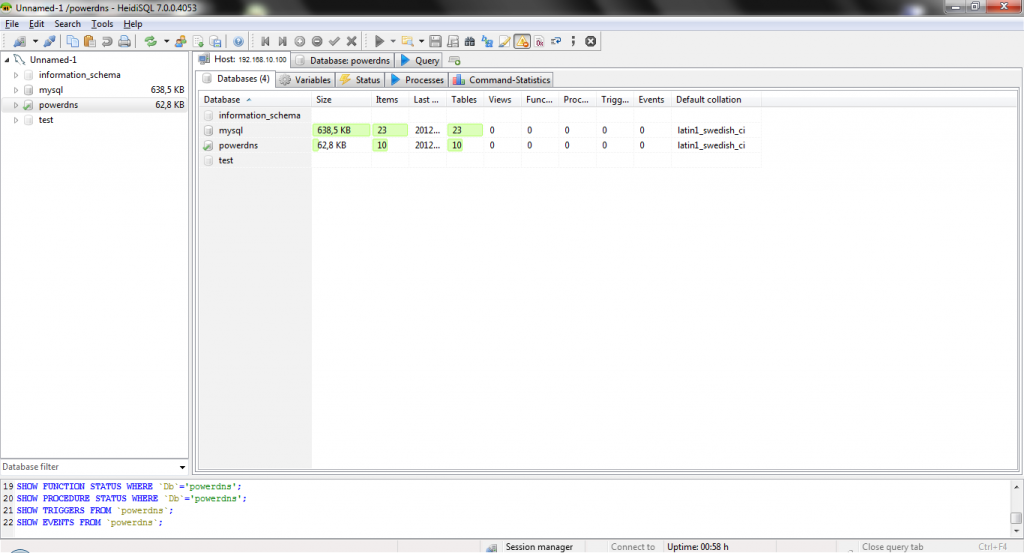 Unnamed-1 /powerdns - HeidiSQL 7.0.0.4053
File Edit Search Tools Help
Unnamed-1
information_schema
mysql 638,5 KB
powerdns 62,8 KB
test
Host: 192.168.10.100 Database: powerdns Query
Databases (4) Variables Status Processes Command-Statistics
Database Size Items Last ... Tables Views Func... Proc... Trigg... Events Default collation
information_schema
mysql 638,5 KB 23 2012... 23 0 0 0 0 0 latin1_swedish_ci
powerdns 62,8 KB 10 2012... 10 0 0 0 0 0 latin1_swedish_ci
test
Database filter
19 SHOW FUNCTION STATUS WHERE `Db`='powerdns';
20 SHOW PROCEDURE STATUS WHERE `Db`='powerdns';
21 SHOW TRIGGERS FROM `powerdns`;
22 SHOW EVENTS FROM `powerdns`;
Session manager Connect to Uptime: 00:58 h Close query tab Ctrl+F4